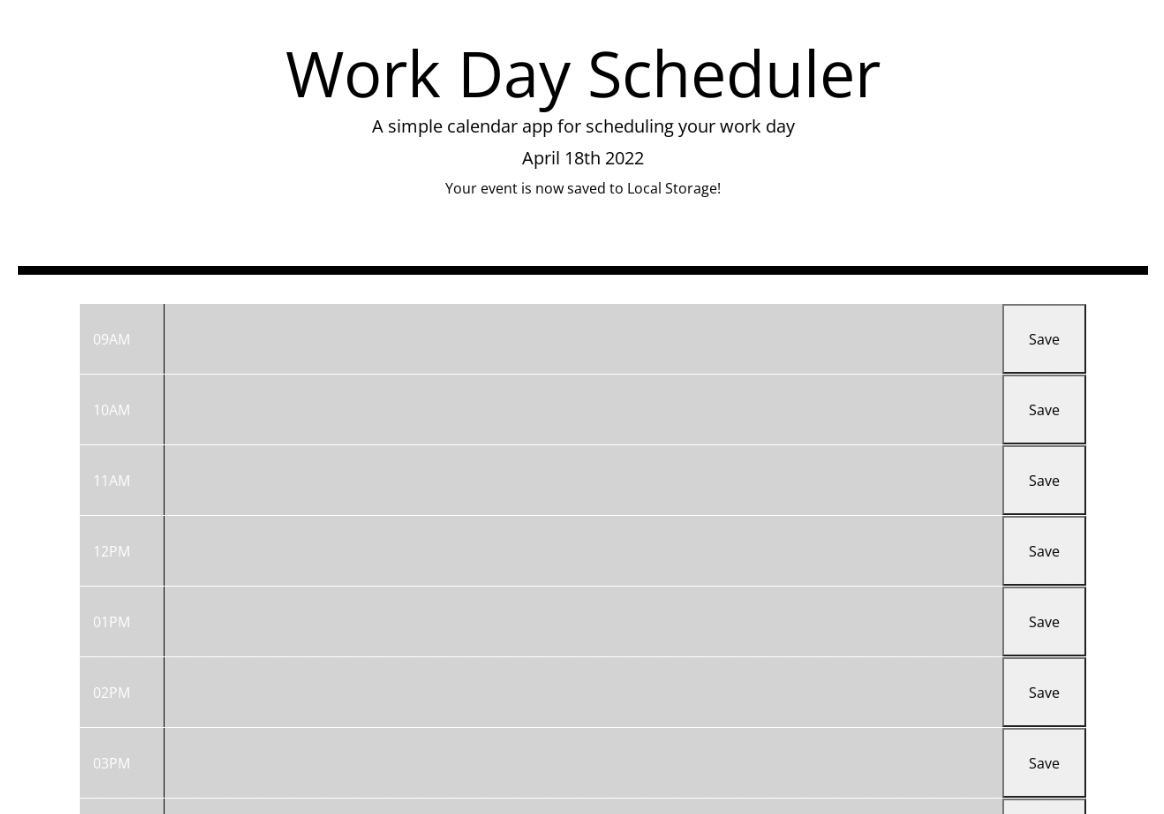 Work Day Scheduler
A simple calendar app for scheduling your work day
April 18th 2022
Your event is now saved to Local Storage!
09AM Save
10AM Save
11AM Save
12PM Save
01PM Save
02PM Save
03PM Save